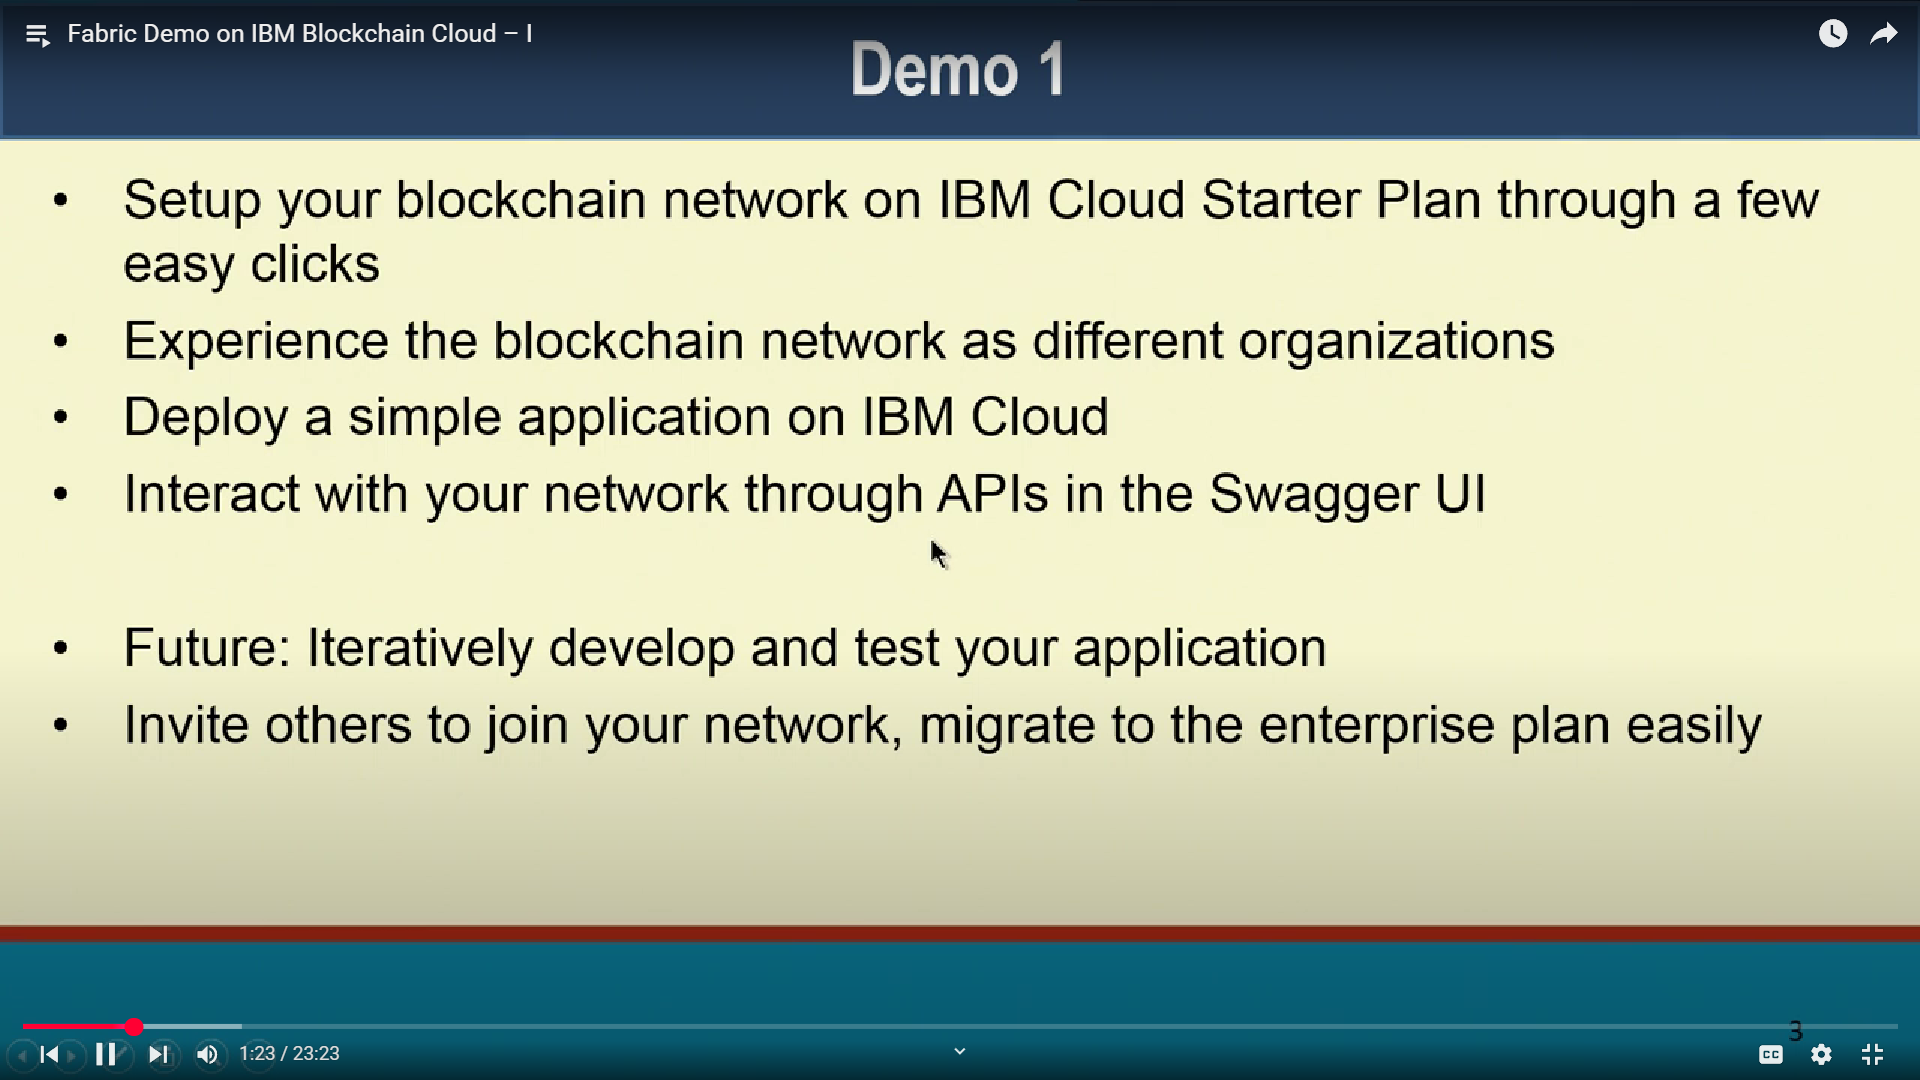 Fabric Demo on IBM Blockchain Cloud – I
Demo 1
• Setup your blockchain network on IBM Cloud Starter Plan through a few
easy clicks
• Experience the blockchain network as different organizations
• Deploy a simple application on IBM Cloud
• Interact with your network through APIs in the Swagger UI
• Future: Iteratively develop and test your application
• Invite others to join your network, migrate to the enterprise plan easily
3
1:23 / 23:23
CC